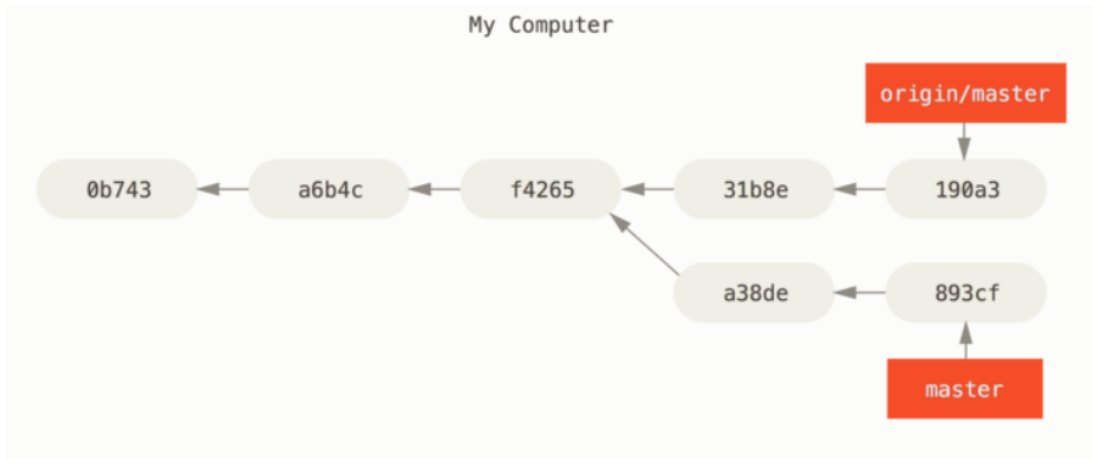 My Computer
origin/master
0b743
a6b4c
f4265
31b8e
190a3
a38de
893cf
master